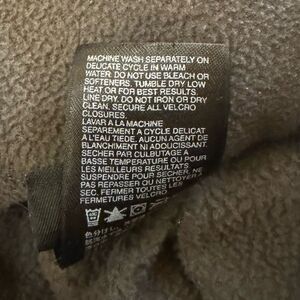 MACHINE WASH SEPARATELY ON
DELICATE CYCLE IN WARM
WATER. DO NOT USE BLEACH OR
SOFTENERS. TUMBLE DRY LOW
HEAT OR FOR BEST RESULTS
LINE DRY. DO NOT IRON OR DRY
CLEAN. SECURE ALL VELCRO
CLOSURES.
LAVAR A LA MACHINE
SEPAREMENT A CYCLE DELICAT
A L'EAU TIEDE. AUCUN AGENT DE
BLANCHIMENT NI ADOUCISSANT.
SECHER PAR CULBUTAGE A
BASSE TEMPERATURE OU POUR
LES MEILLEURS RESULTATS,
SUSPENDRE POUR SECHER, NE
PAS REPASSER OU NETTOYER A
SEC. FERMER TOUTES LES
FERMETURES VELCRO